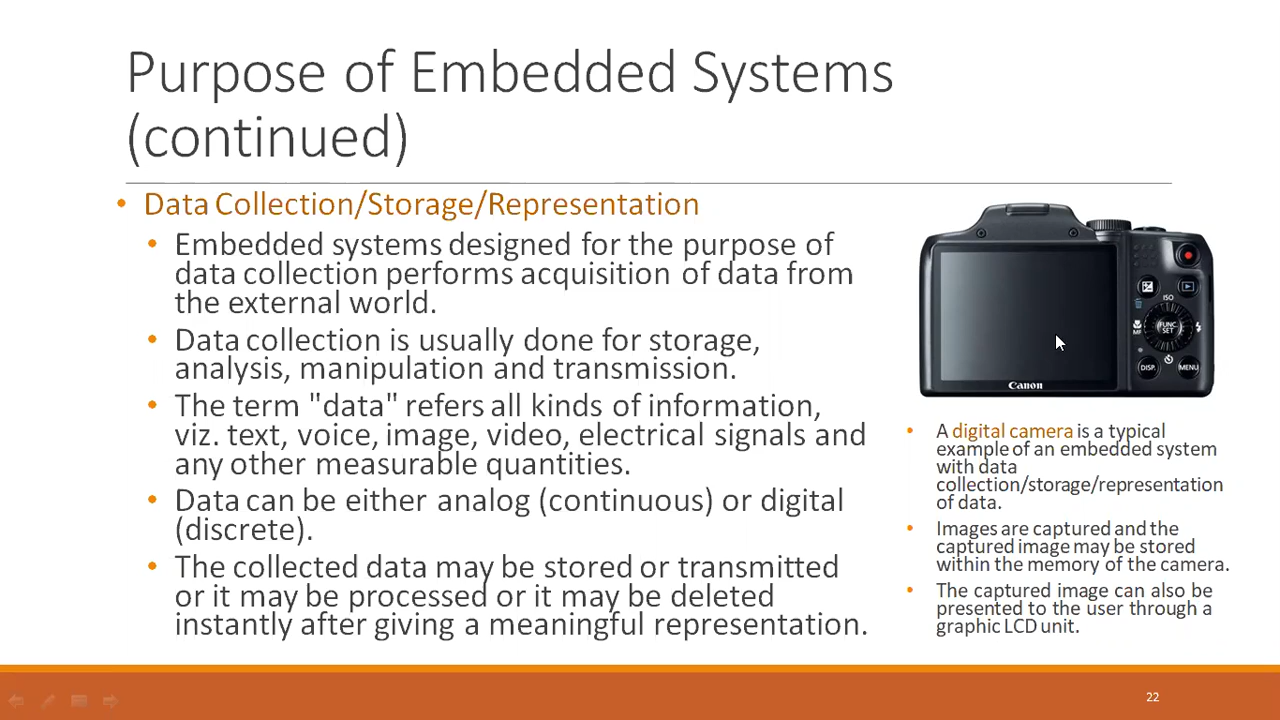 Purpose of Embedded Systems
(continued)
• Data Collection/Storage/Representation
• Embedded systems designed for the purpose of
data collection performs acquisition of data from
the external world.
• Data collection is usually done for storage,
analysis, manipulation and transmission.
• The term "data" refers all kinds of information,
viz. text, voice, image, video, electrical signals and
any other measurable quantities.
• Data can be either analog (continuous) or digital
(discrete).
• The collected data may be stored or transmitted
or it may be processed or it may be deleted
instantly after giving a meaningful representation.
ISO
FUNC.
SET
MF
DISP.
MENU
Canon
• A digital camera is a typical
example of an embedded system
with data
collection/storage/representation
of data.
• Images are captured and the
captured image may be stored
within the memory of the camera.
• The captured image can also be
presented to the user through a
graphic LCD unit.
22